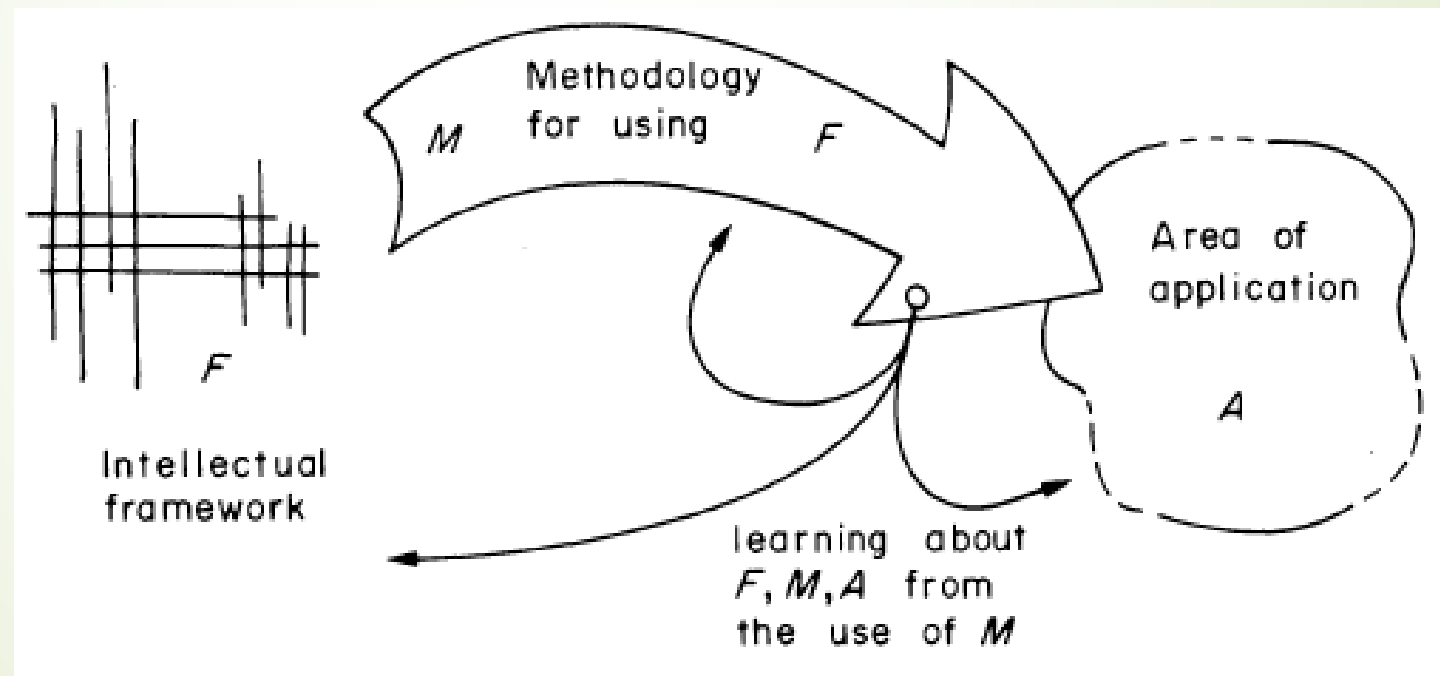 Methodology
M for using F
Area of
application
A
F
Intellectual
framework
learning about
F, M, A from
the use of M